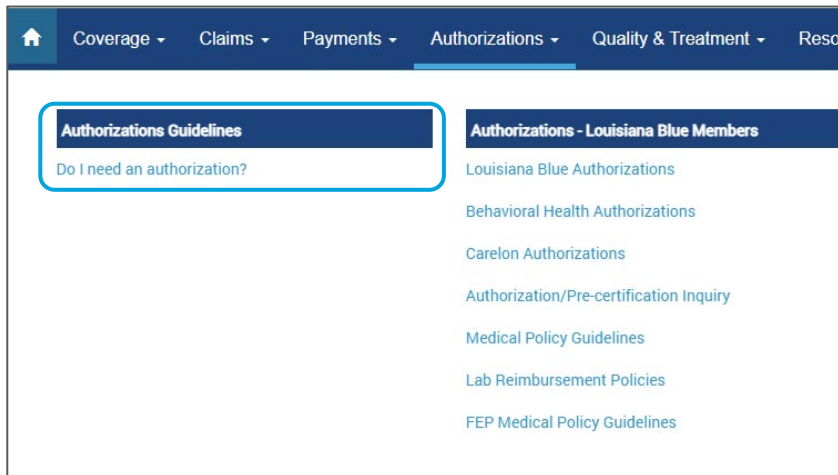 Coverage Claims Payments Authorizations Quality & Treatment
Authorizations Guidelines
Do I need an authorization?
Authorizations - Louisiana Blue Members
Louisiana Blue Authorizations
Behavioral Health Authorizations
Carelon Authorizations
Authorization/Pre-certification Inquiry
Medical Policy Guidelines
Lab Reimbursement Policies
FEP Medical Policy Guidelines